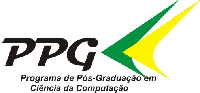 PPG
Programa de Pós-Graduação em
Ciência da Computação